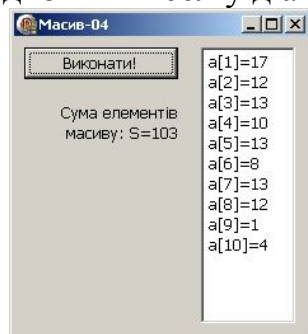 Масив-04
Виконати!
Сума елементів
масиву: S=103
a[1]=17
a[2]=12
a[3]=13
a[4]=10
a[5]=13
a[6]=8
a[7]=13
a[8]=12
a[9]=1
a[10]=4